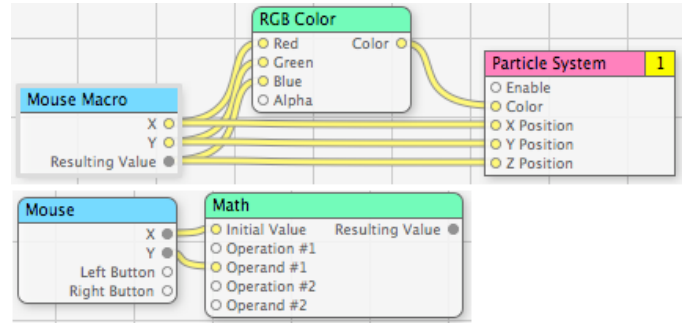 RGB Color
Red Color
Green
Blue
Alpha
Particle System 1
Enable
Color
X Position
Y Position
Z Position
Mouse Macro
X
Y
Resulting Value
Mouse
X
Y
Left Button
Right Button
Math
Initial Value Resulting Value
Operation #1
Operand #1
Operation #2
Operand #2